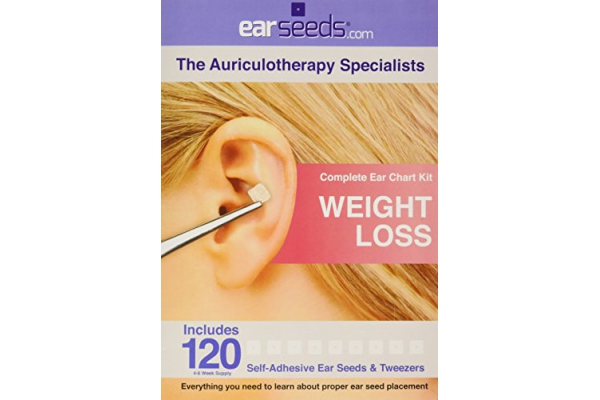 earseeds®.com
The Auriculotherapy Specialists
Complete Ear Chart Kit
WEIGHT
LOSS
Includes
120
4-6 Week Supply
Self-Adhesive Ear Seeds & Tweezers
Everything you need to learn about proper ear seed placement